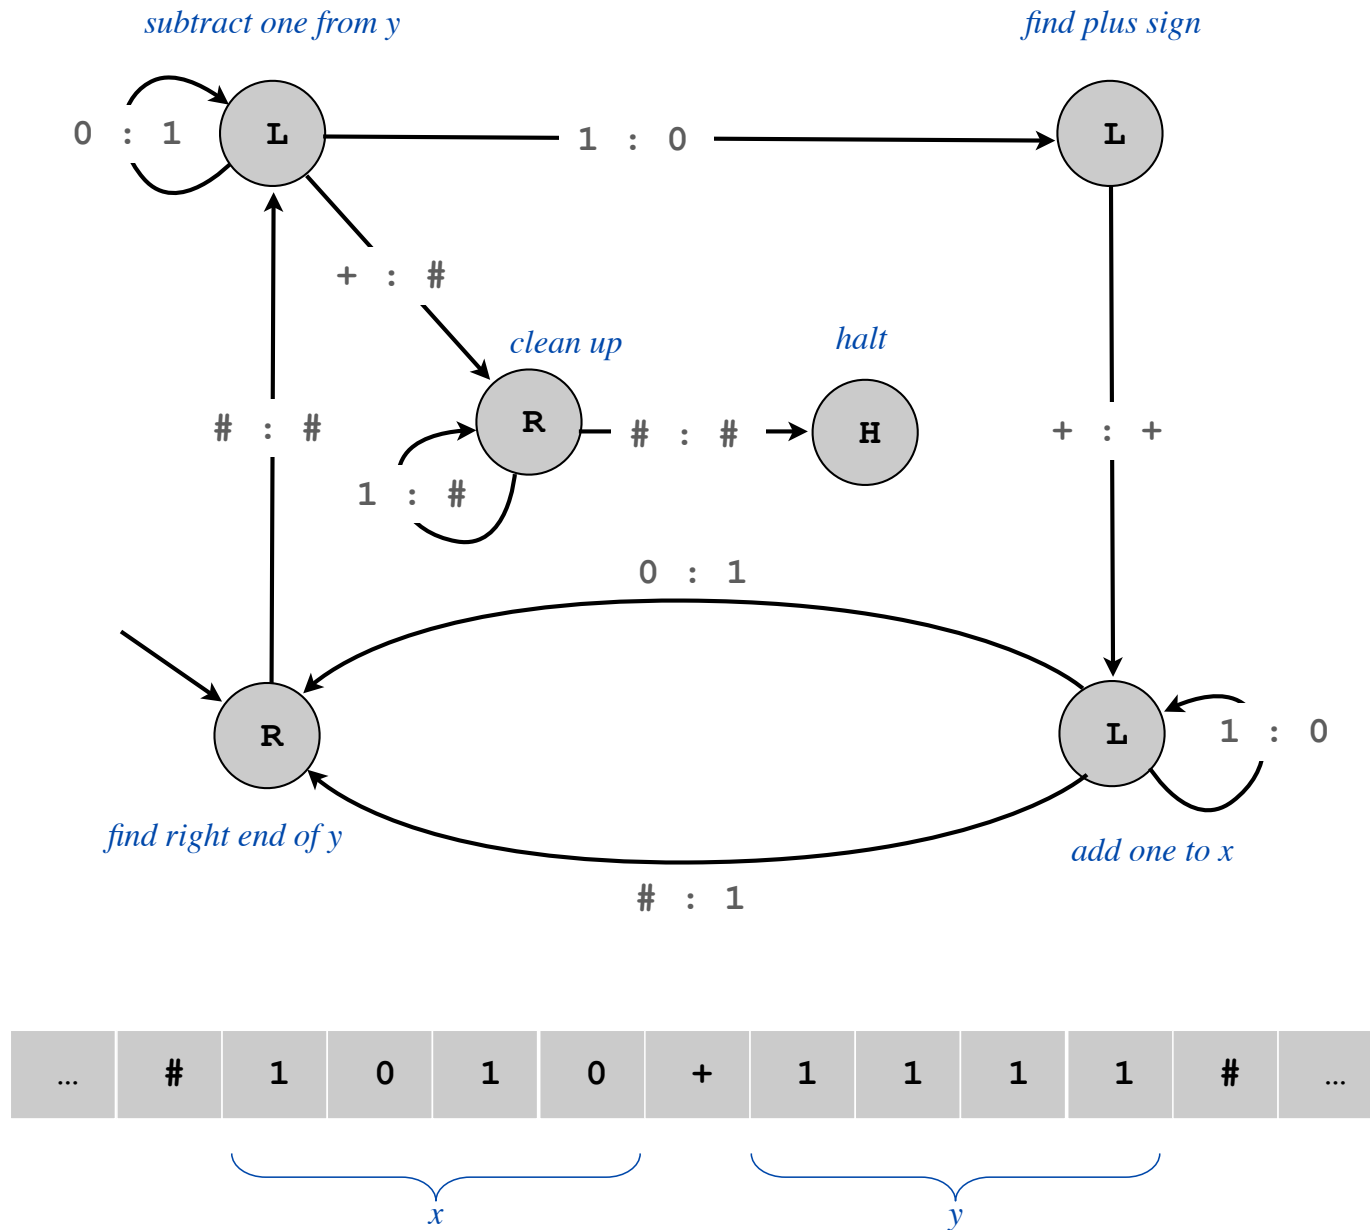 subtract one from y
find plus sign
0 : 1
L
1 : 0
L
+ : #
clean up
halt
# : #
R
# : #
H
+ : +
1 : #
0 : 1
R
L
1 : 0
find right end of y
add one to x
# : 1
... # 1 0 1 0 + 1 1 1 1 # ...
x
y